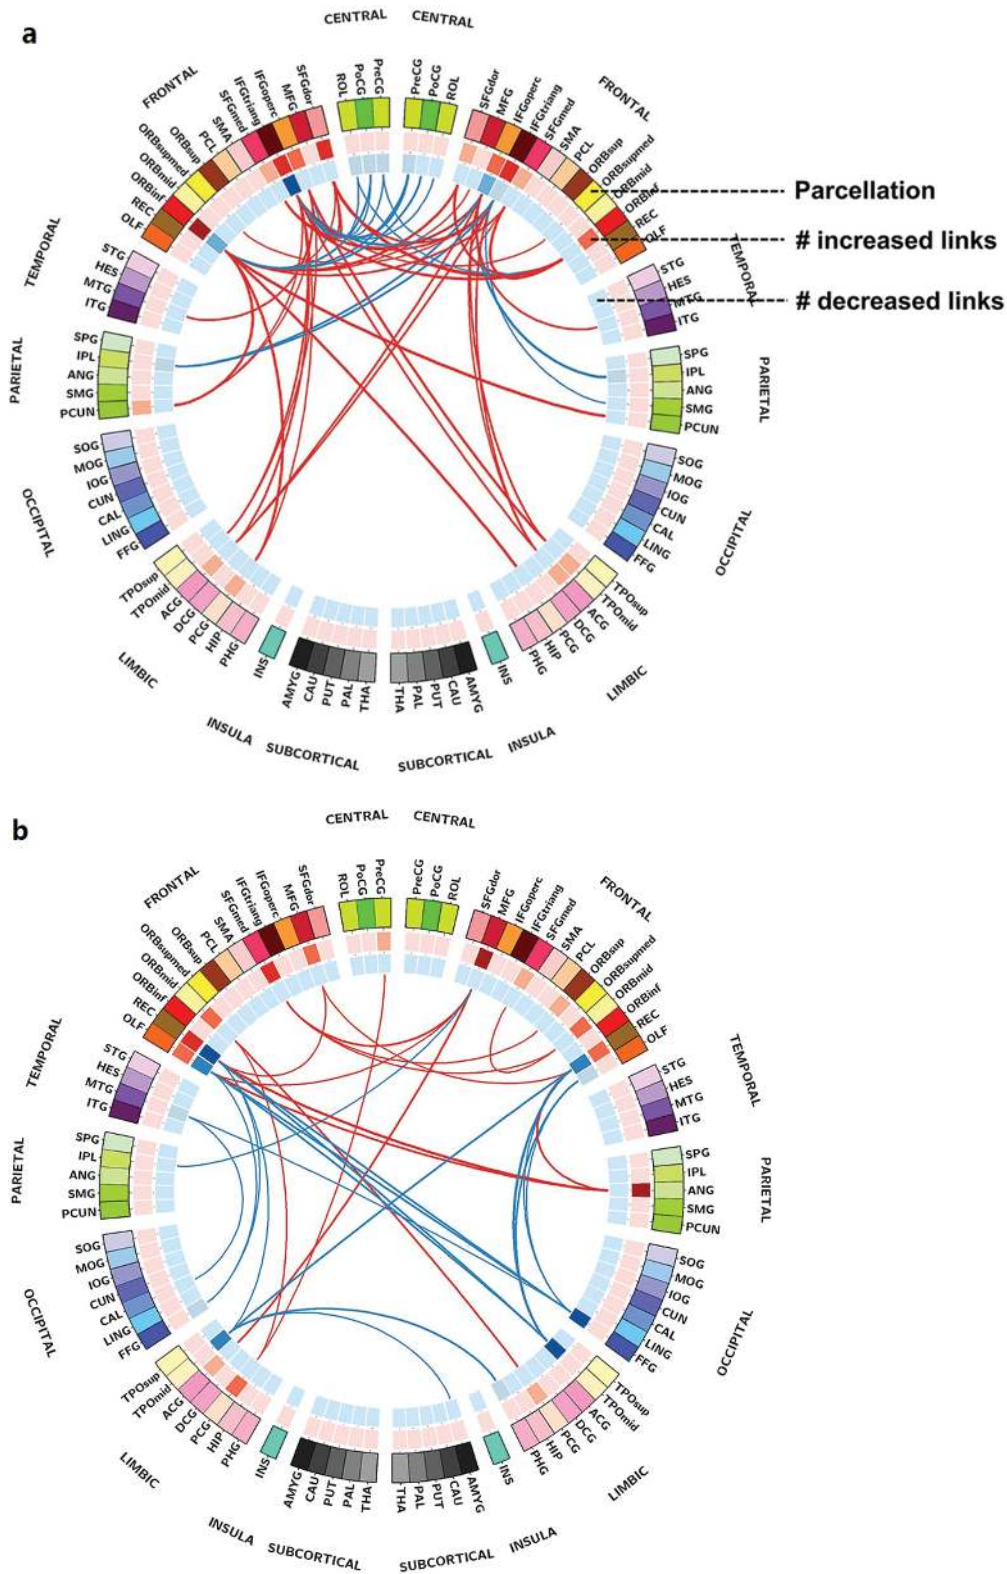 a
CENTRAL CENTRAL
FRONTAL
ROL
PoCG
PreCG
PreCG
PoCG
ROL
FRONTAL
SFGdor
MFG
IFGoperc
IFGtriang
SFGmed
SMA
PCL
ORBsup
ORBsupmed
ORBmid
ORBinf
REC
OLF
SFGdor
MFG
IFGoperc
IFGtriang
SFGmed
SMA
PCL
ORBsup
ORBsupmed
ORBmid
ORBinf
REC
OLF
Parcellation
# increased links
# decreased links
TEMPORAL
STG
HES
MTG
ITG
TEMPORAL
STG
HES
MTG
ITG
PARIETAL
SPG
IPL
ANG
SMG
PCUN
PARIETAL
SPG
IPL
ANG
SMG
PCUN
OCCIPITAL
SOG
MOG
IOG
CUN
CAL
LING
FFG
OCCIPITAL
SOG
MOG
IOG
CUN
CAL
LING
FFG
LIMBIC
TPOsup
TPOmid
ACG
DCG
PCG
HIP
PHG
LIMBIC
TPOsup
TPOmid
ACG
DCG
PCG
HIP
PHG
INSULA
INS
INSULA
INS
SUBCORTICAL
AMYG
CAU
PUT
PAL
THA
SUBCORTICAL
THA
PAL
PUT
CAU
AMYG
b
CENTRAL CENTRAL
FRONTAL
ROL
PoCG
PreCG
PreCG
PoCG
ROL
FRONTAL
SFGdor
MFG
IFGoperc
IFGtriang
SFGmed
SMA
PCL
ORBsup
ORBsupmed
ORBmid
ORBinf
REC
OLF
SFGdor
MFG
IFGoperc
IFGtriang
SFGmed
SMA
PCL
ORBsup
ORBsupmed
ORBmid
ORBinf
REC
OLF
TEMPORAL
STG
HES
MTG
ITG
TEMPORAL
STG
HES
MTG
ITG
PARIETAL
SPG
IPL
ANG
SMG
PCUN
PARIETAL
SPG
IPL
ANG
SMG
PCUN
OCCIPITAL
SOG
MOG
IOG
CUN
CAL
LING
FFG
OCCIPITAL
SOG
MOG
IOG
CUN
CAL
LING
FFG
LIMBIC
TPOsup
TPOmid
ACG
DCG
PCG
HIP
PHG
LIMBIC
TPOsup
TPOmid
ACG
DCG
PCG
HIP
PHG
INSULA
INS
INSULA
INS
SUBCORTICAL
AMYG
CAU
PUT
PAL
THA
SUBCORTICAL
THA
PAL
PUT
CAU
AMYG